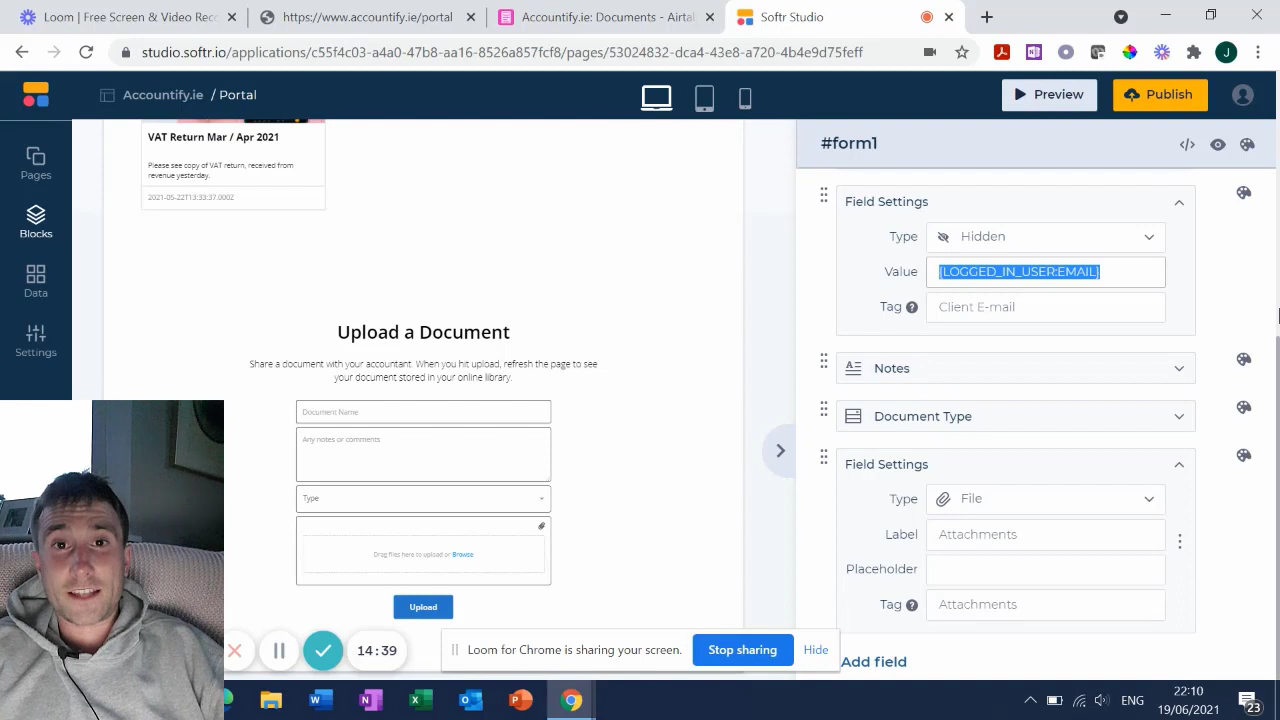 oom | Free Screen & Video Rec
https/www.accountify.ie/portal
Accountify.ie: Documents - Airtal
Softr Studio
studio.softr.io/applications/c55f4c03-a4a0-47b8-aa16-8526a857fcf8/pages/53024832-dca4-43e8-a720-4b4e9d75feff
J
Accountify.ie / Portal
Preview
Publish
Pages
Blocks
Data
Settings
VAT Return Mar / Apr 2021
Please see copy of VAT return, received from
revenue yesterday.
2021-05-22T13:33:37.000Z
Upload a Document
Share a document with your accountant. When you hit upload, refresh the page to see
your document stored in your online library.
Document Name
Any notes or comments
Type
Drag files here to upload or Browse
Upload
#form1
Field Settings
Type
Hidden
Value
{LOGGED_IN_USER:EMAIL}
Tag
Client E-mail
Notes
Document Type
Field Settings
Type
File
Label
Attachments
Placeholder
Tag
Attachments
Add field
14:39
Loom for Chrome is sharing your screen.
Stop sharing
Hide
ENG
22:10
19/06/2021
23